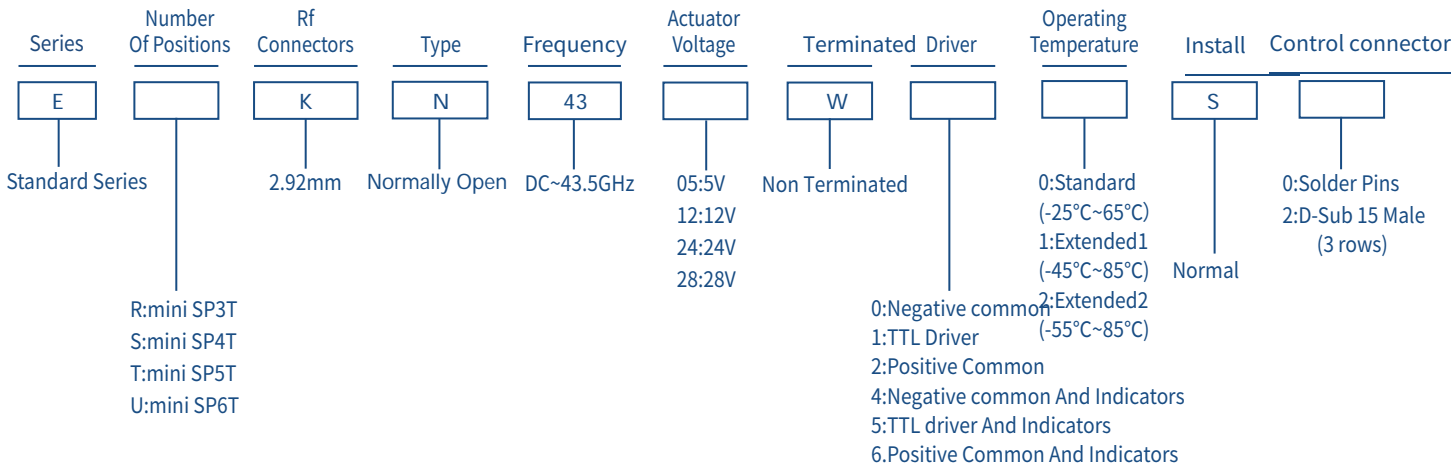 Series
Number
Of Positions
Rf
Connectors
Type
Frequency
Actuator
Voltage
Terminated
Driver
Operating
Temperature
Install
Control connector
E
K
N
43
W
S
Standard Series
2.92mm
Normally Open
DC~43.5GHz
05:5V
12:12V
24:24V
28:28V
Non Terminated
0:Standard
(-25°C~65°C)
1:Extended1
(-45°C~85°C)
2:Extended2
(-55°C~85°C)
Normal
0:Solder Pins
2:D-Sub 15 Male
(3 rows)
R:mini SP3T
S:mini SP4T
T:mini SP5T
U:mini SP6T
0:Negative common
1:TTL Driver
2:Positive Common
4:Negative common And Indicators
5:TTL driver And Indicators
6.Positive Common And Indicators